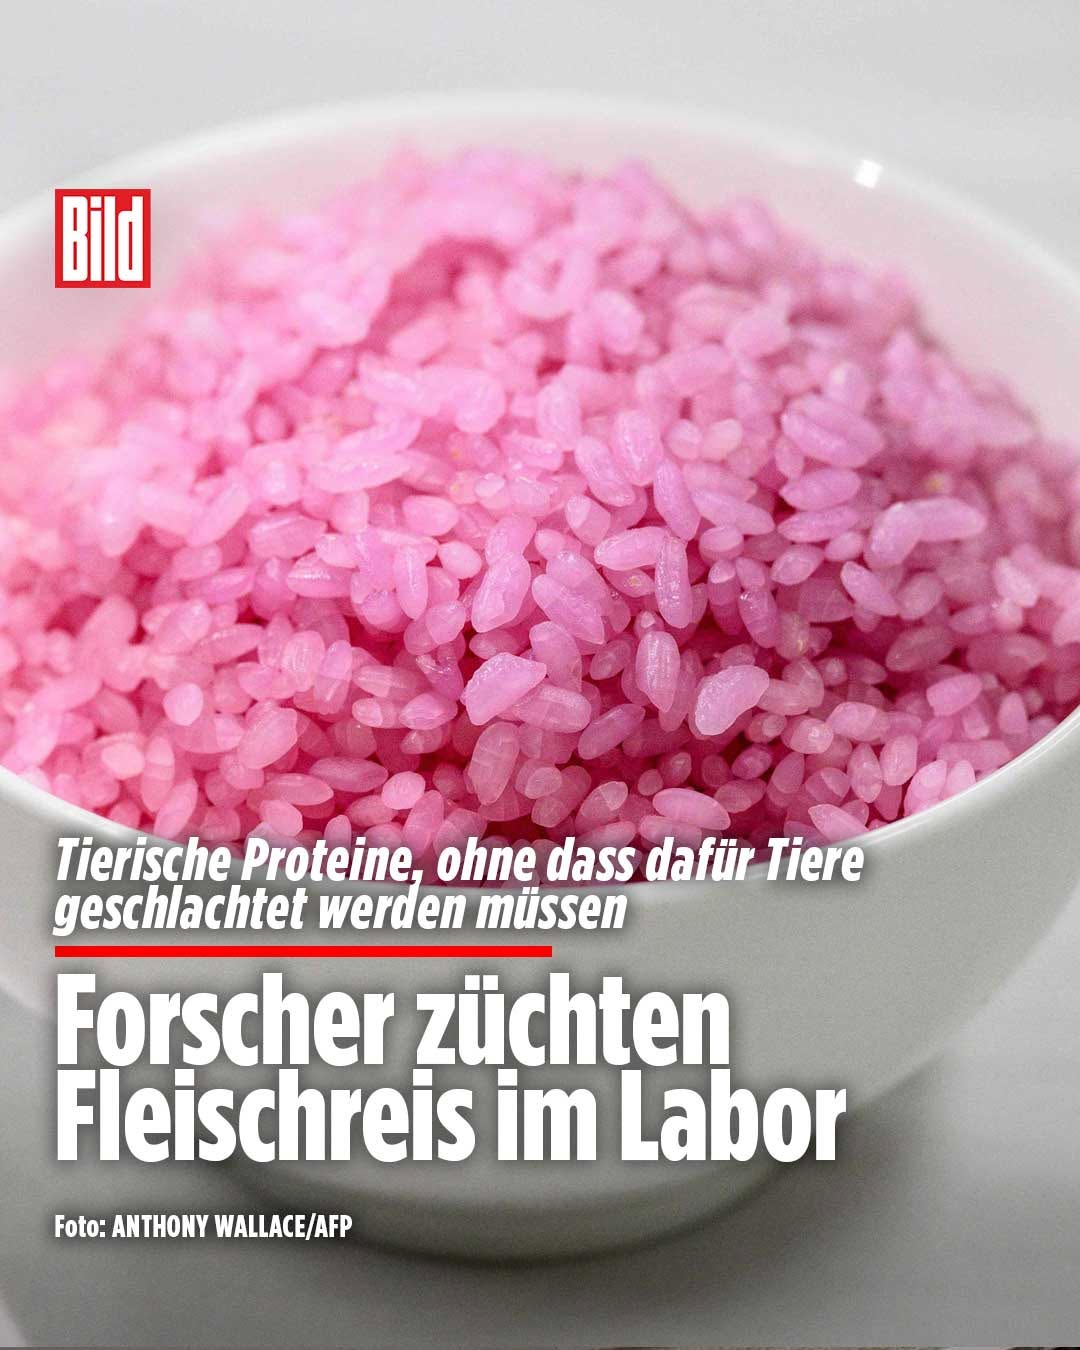 Bild
Tierische Proteine, ohne dass dafür Tiere
geschlachtet werden müssen
Forscher züchten
Fleischreis im Labor
Foto: ANTHONY WALLACE/AFP